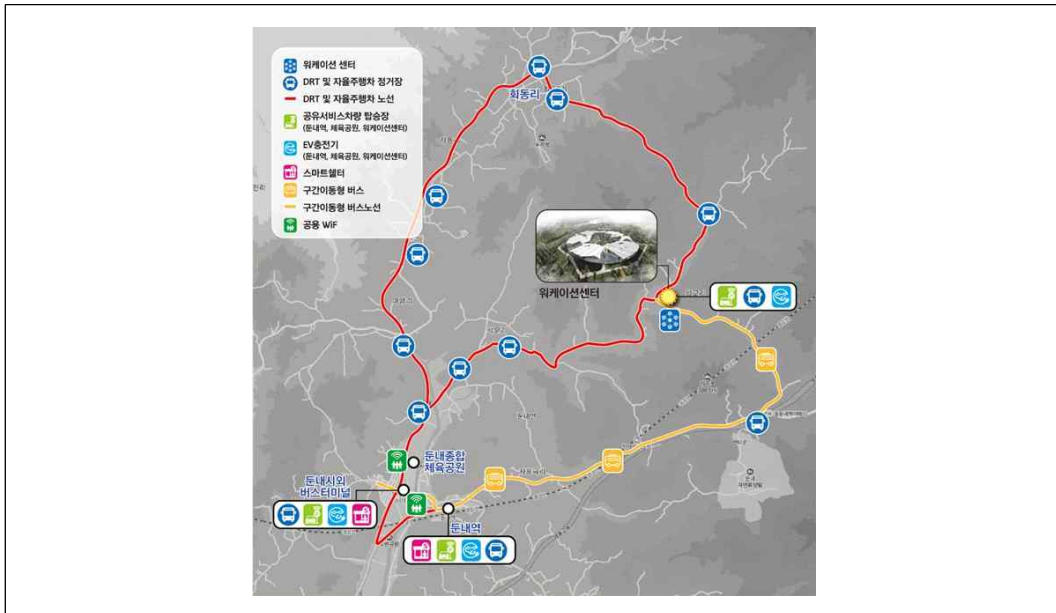 워케이션 센터
DRT 및 자율주행차 정거장
DRT 및 자율주행차 노선
공유서비스차량 탑승장
(둔내역, 체육공원, 워케이션센터)
EV충전기
(둔내역, 체육공원, 워케이션센터)
스마트쉘터
구간이동형 버스
구간이동형 버스노선
공용 WiF
화동리
워케이션센터
둔내종합
체육공원
둔내시외
버스터미널
둔내역